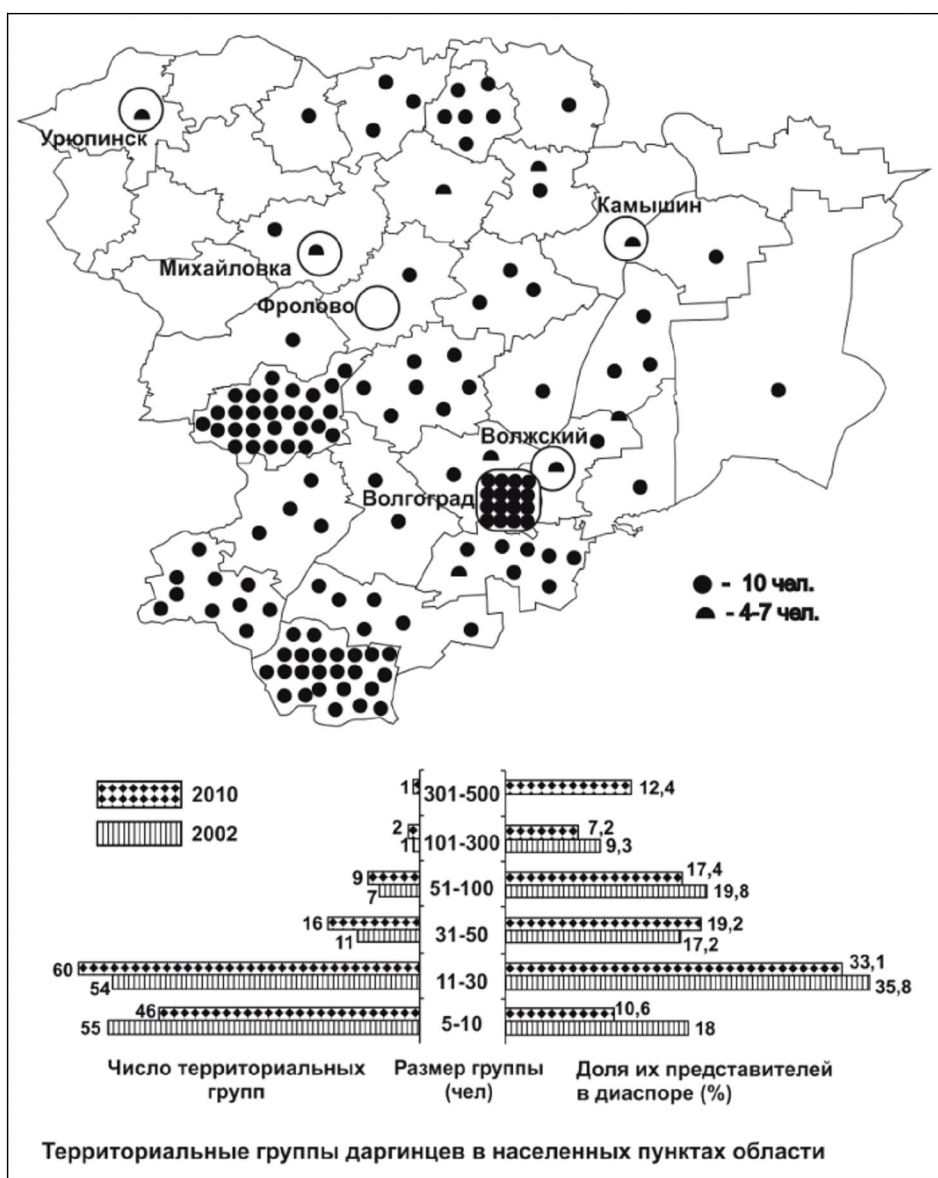 Урюпинск
Камышин
Михайловка
Фролово
Волжский
Волгоград
- 10 чел.
- 4-7 чел.
2010
2002
1 301-500 12,4
2 101-300 7,2
1 9,3
9 51-100 17,4
7 19,8
16 31-50 19,2
11 17,2
60 11-30 33,1
54 35,8
46 5-10 10,6
55 18
Число территориальных Размер группы Доля их представителей
групп (чел) в диаспоре (%)
Территориальные группы даргинцев в населенных пунктах области